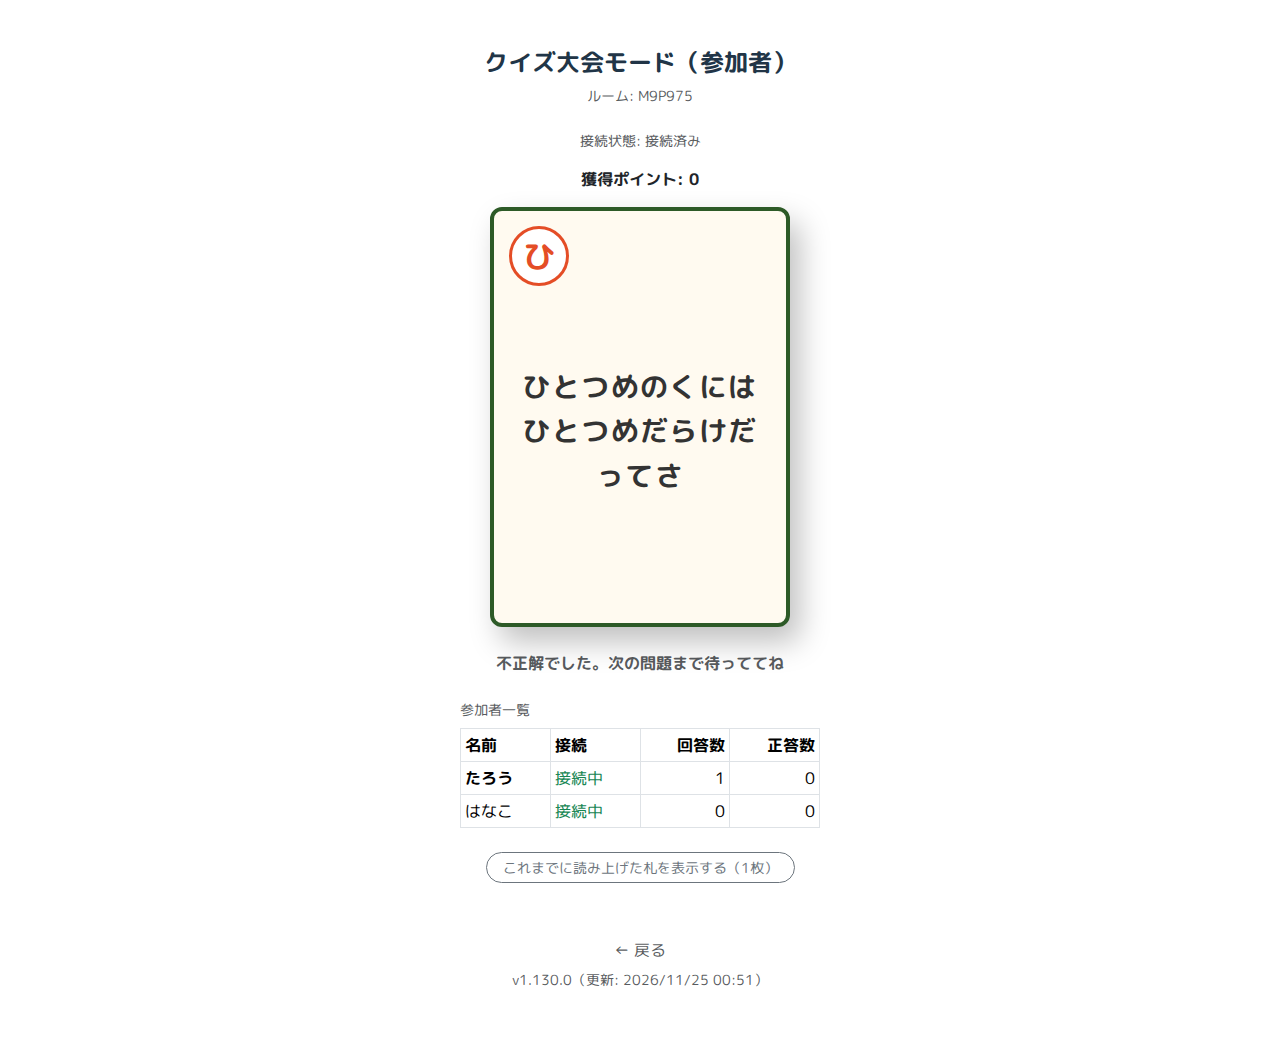 クイズ大会モード（参加者）
ルーム: M9P975
接続状態: 接続済み
獲得ポイント: 0
ひ
ひとつめのくには
ひとつめだらけだ
ってさ
不正解でした。次の問題まで待っててね
参加者一覧
名前 接続 回答数 正答数
たろう 接続中 1 0
はなこ 接続中 0 0
これまでに読み上げた札を表示する（1枚）
← 戻る
v1.130.0（更新: 2026/11/25 00:51）